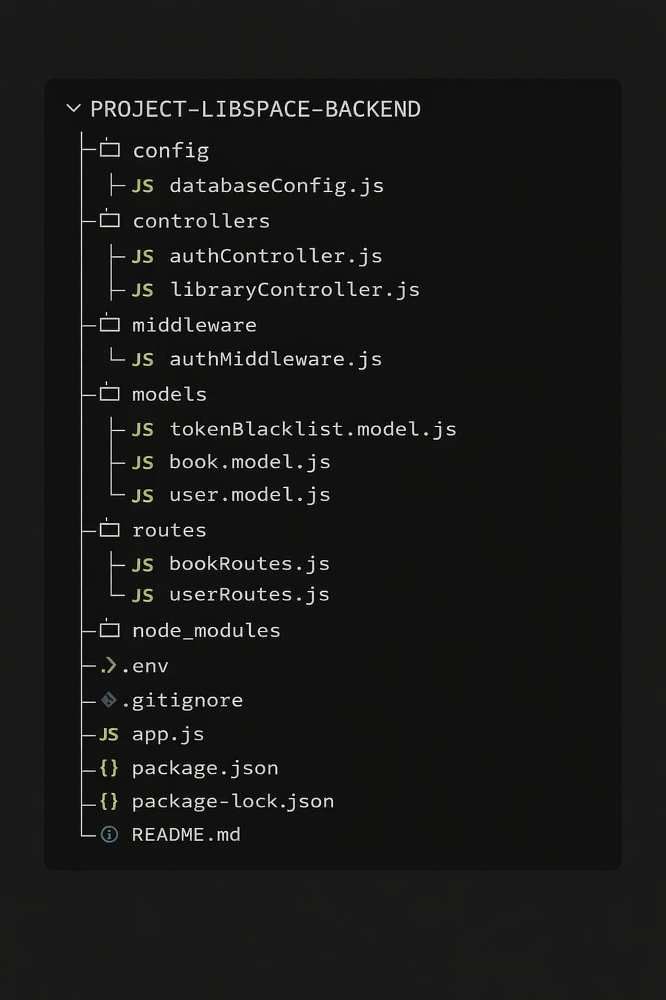 PROJECT-LIBSPACE-BACKEND
config
JS databaseConfig.js
controllers
JS authController.js
JS libraryController.js
middleware
JS authMiddleware.js
models
JS tokenBlacklist.model.js
JS book.model.js
JS user.model.js
routes
JS bookRoutes.js
JS userRoutes.js
node_modules
.env
.gitignore
JS app.js
{} package.json
{} package-lock.json
README.md